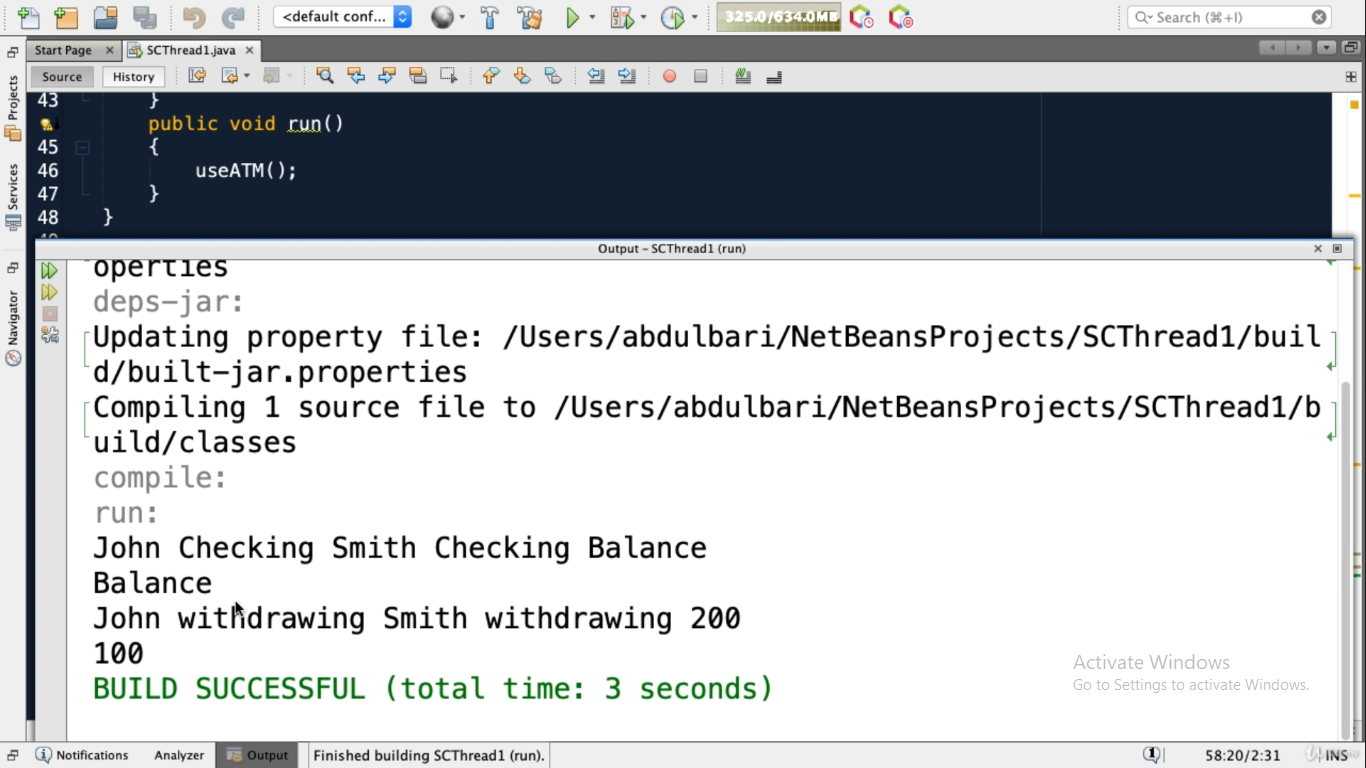 <default conf...
325.0/634.0MB
Search (⌘+I)
Start Page
SCThread1.java
Source
History
Projects
Services
Navigator
43 }
public void run()
45 {
46 useATM();
47 }
48 }
Output - SCThread1 (run)
operties
deps-jar:
Updating property file: /Users/abdulbari/NetBeansProjects/SCThread1/buil
d/built-jar.properties
Compiling 1 source file to /Users/abdulbari/NetBeansProjects/SCThread1/b
uild/classes
compile:
run:
John Checking Smith Checking Balance
Balance
John withdrawing Smith withdrawing 200
100
BUILD SUCCESSFUL (total time: 3 seconds)
Activate Windows
Go to Settings to activate Windows.
Notifications
Analyzer
Output
Finished building SCThread1 (run).
1
58:20/2:31
INS